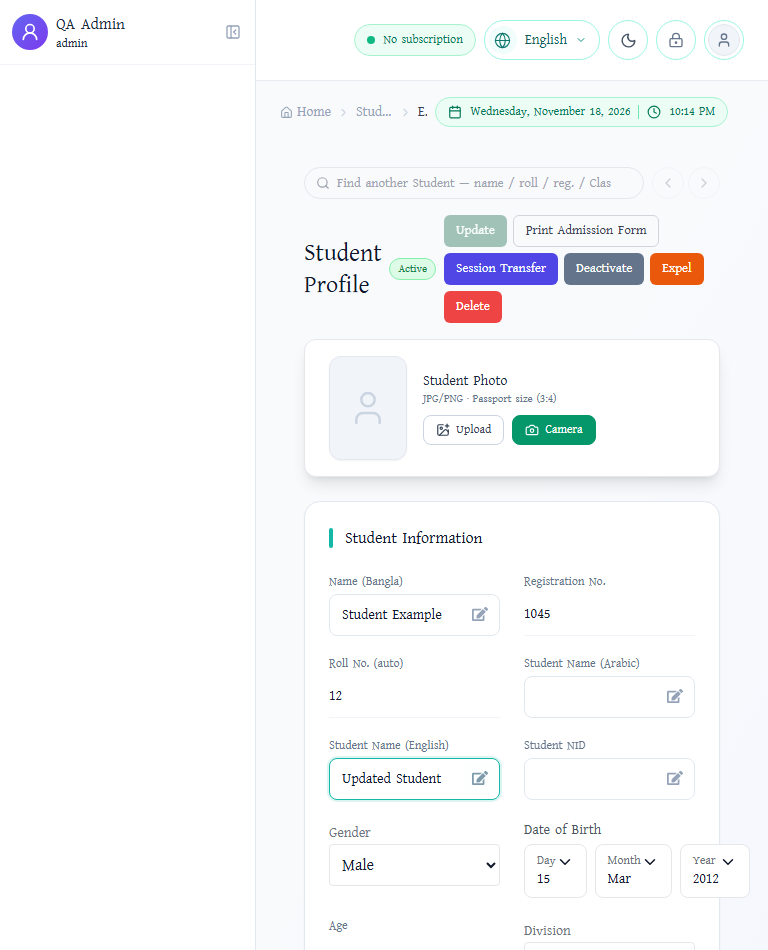 QA Admin
admin
No subscription
English
Home
Stud...
E.
Wednesday, November 18, 2026
10:14 PM
Find another Student — name / roll / reg. / Clas
Student Profile
Active
Update
Print Admission Form
Session Transfer
Deactivate
Expel
Delete
Student Photo
JPG/PNG · Passport size (3:4)
Upload
Camera
Student Information
Name (Bangla)
Student Example
Registration No.
1045
Roll No. (auto)
12
Student Name (Arabic)
Student Name (English)
Updated Student
Student NID
Gender
Male
Date of Birth
Day
15
Month
Mar
Year
2012
Age
Division